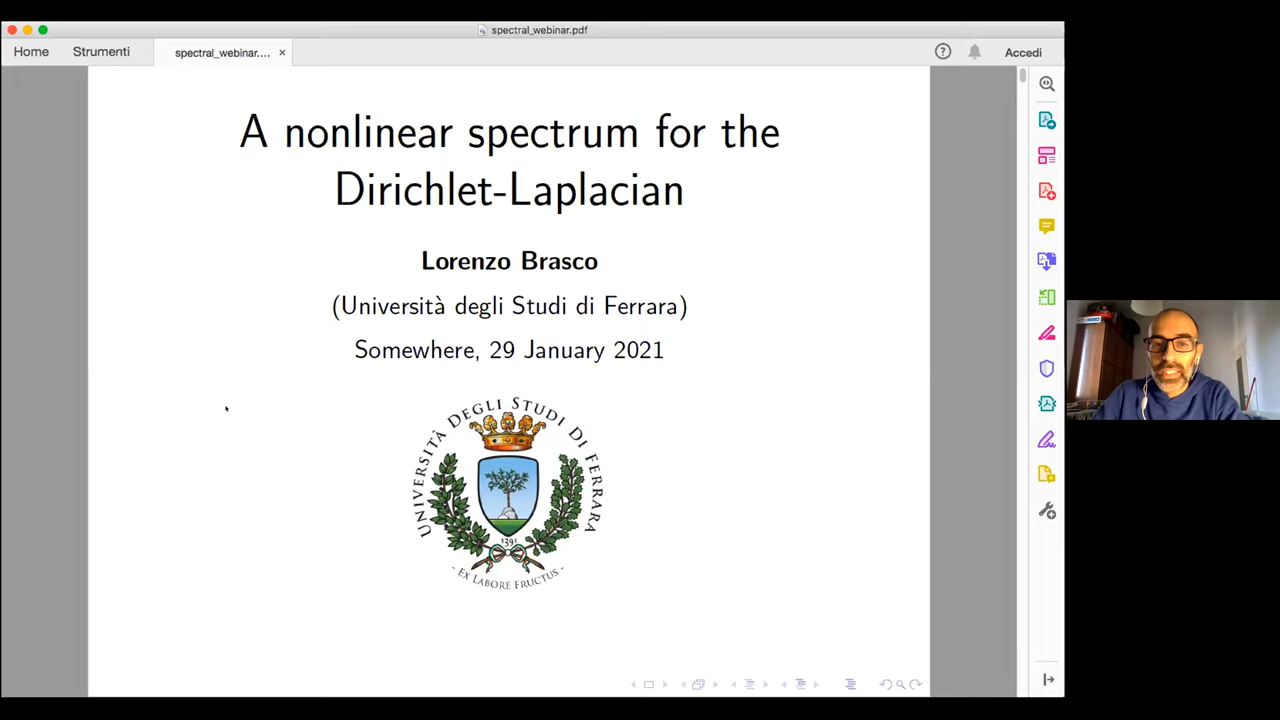 spectral_webinar.pdf
Home
Strumenti
spectral_webinar....
Accedi
A nonlinear spectrum for the
Dirichlet-Laplacian
Lorenzo Brasco
(Università degli Studi di Ferrara)
Somewhere, 29 January 2021
UNIVERSITÀ DEGLI STUDI DI FERRARA
1391
- EX LABORE FRUCTUS -